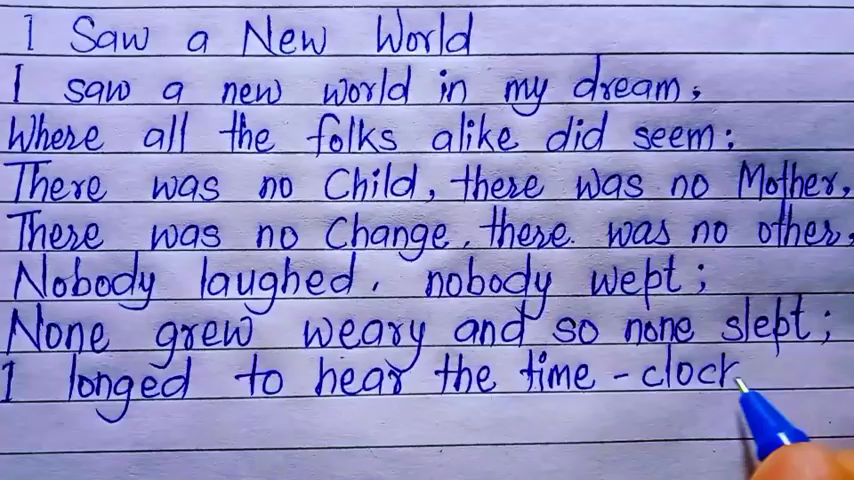 I Saw a New World
I saw a new world in my dream,
Where all the folks alike did seem:
There was no Child, there was no Mother,
There was no Change, there was no other,
Nobody laughed, nobody wept;
None grew weary and so none slept;
I longed to hear the time - clock